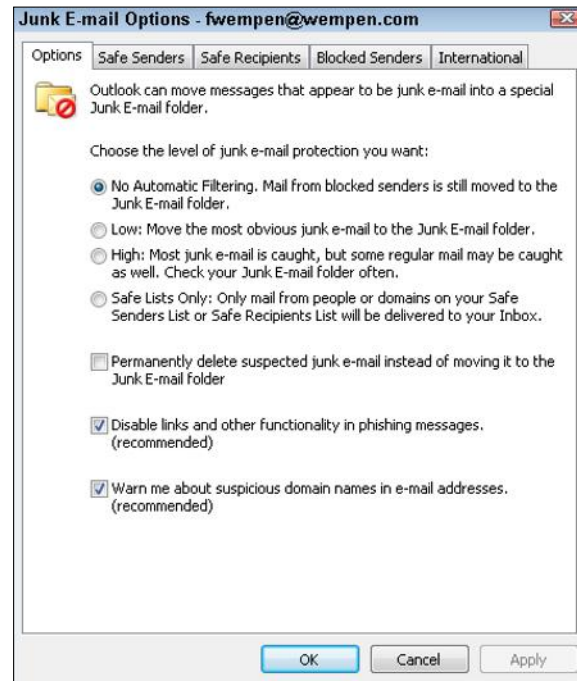 Junk E-mail Options - fwempen@wempen.com
Options Safe Senders Safe Recipients Blocked Senders International
Outlook can move messages that appear to be junk e-mail into a special
Junk E-mail folder.
Choose the level of junk e-mail protection you want:
No Automatic Filtering. Mail from blocked senders is still moved to the
Junk E-mail folder.
Low: Move the most obvious junk e-mail to the Junk E-mail folder.
High: Most junk e-mail is caught, but some regular mail may be caught
as well. Check your Junk E-mail folder often.
Safe Lists Only: Only mail from people or domains on your Safe
Senders List or Safe Recipients List will be delivered to your Inbox.
Permanently delete suspected junk e-mail instead of moving it to the
Junk E-mail folder
Disable links and other functionality in phishing messages.
(recommended)
Warn me about suspicious domain names in e-mail addresses.
(recommended)
OK Cancel Apply